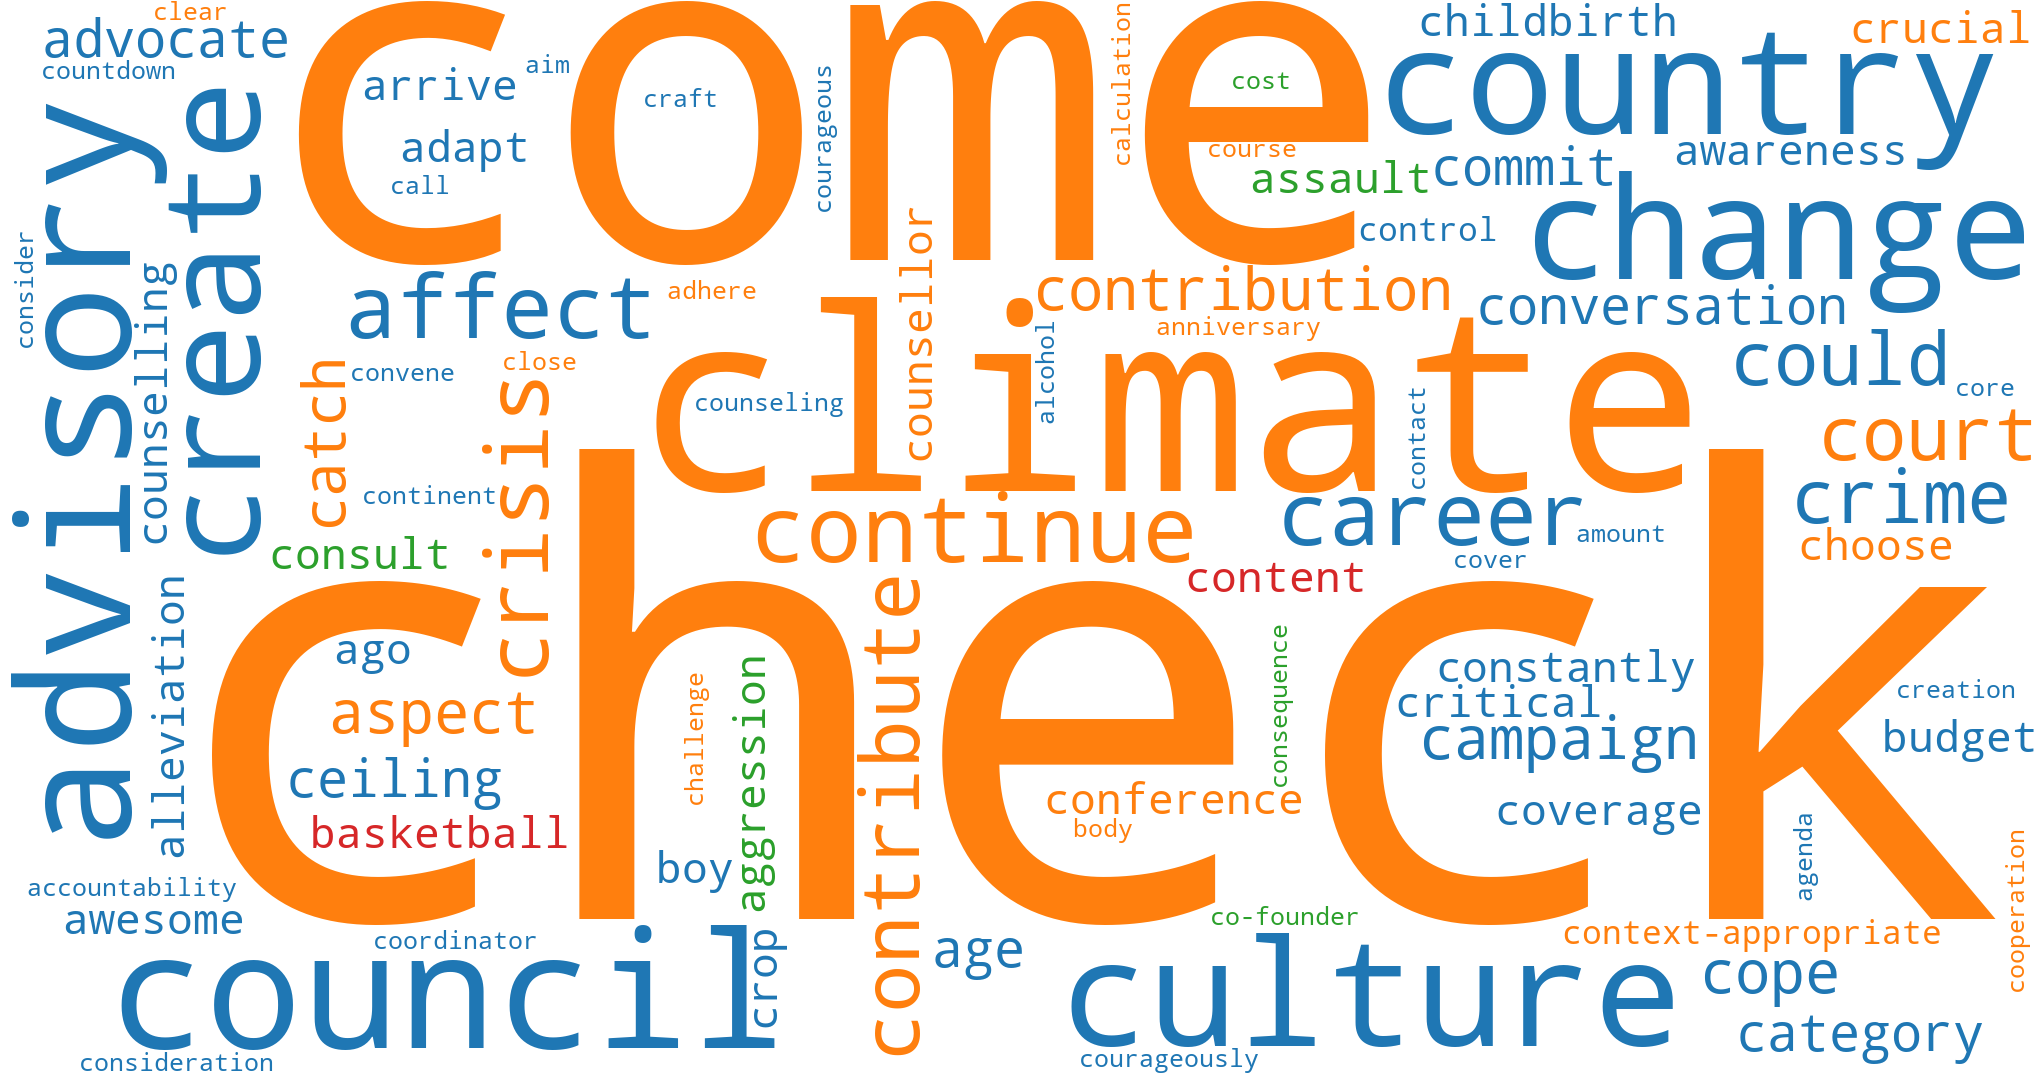 clear
advocate
countdown
come
arrive
aim
craft
adapt
call
courageous
calculation
cost
course
childbirth
crucial
country
awareness
commit
assault
control
change
advisory
create
consider
counselling
affect
adhere
counsellor
contribution
conversation
anniversary
alcohol
climate
could
core
court
catch
convene
close
crisis
counseling
contact
continent
continue
career
crime
amount
choose
cover
consult
content
check
alleviation
ago
aspect
ceiling
basketball
challenge
aggression
contribute
consequence
constantly
critical
campaign
creation
budget
conference
body
coverage
agenda
cooperation
boy
accountability
awesome
coordinator
council
crop
age
co-founder
culture
context-appropriate
cope
category
consideration
courageously